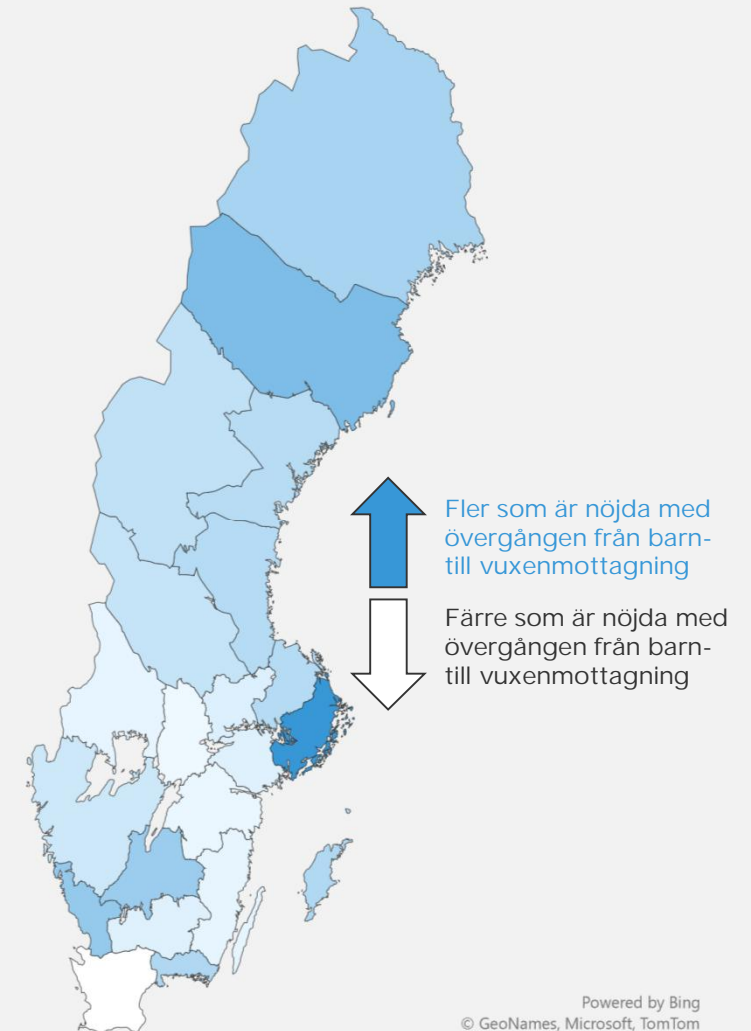 Fler som är nöjda med
övergången från barn-
till vuxenmottagning
Färre som är nöjda med
övergången från barn-
till vuxenmottagning
Powered by Bing
© GeoNames, Microsoft, TomTom